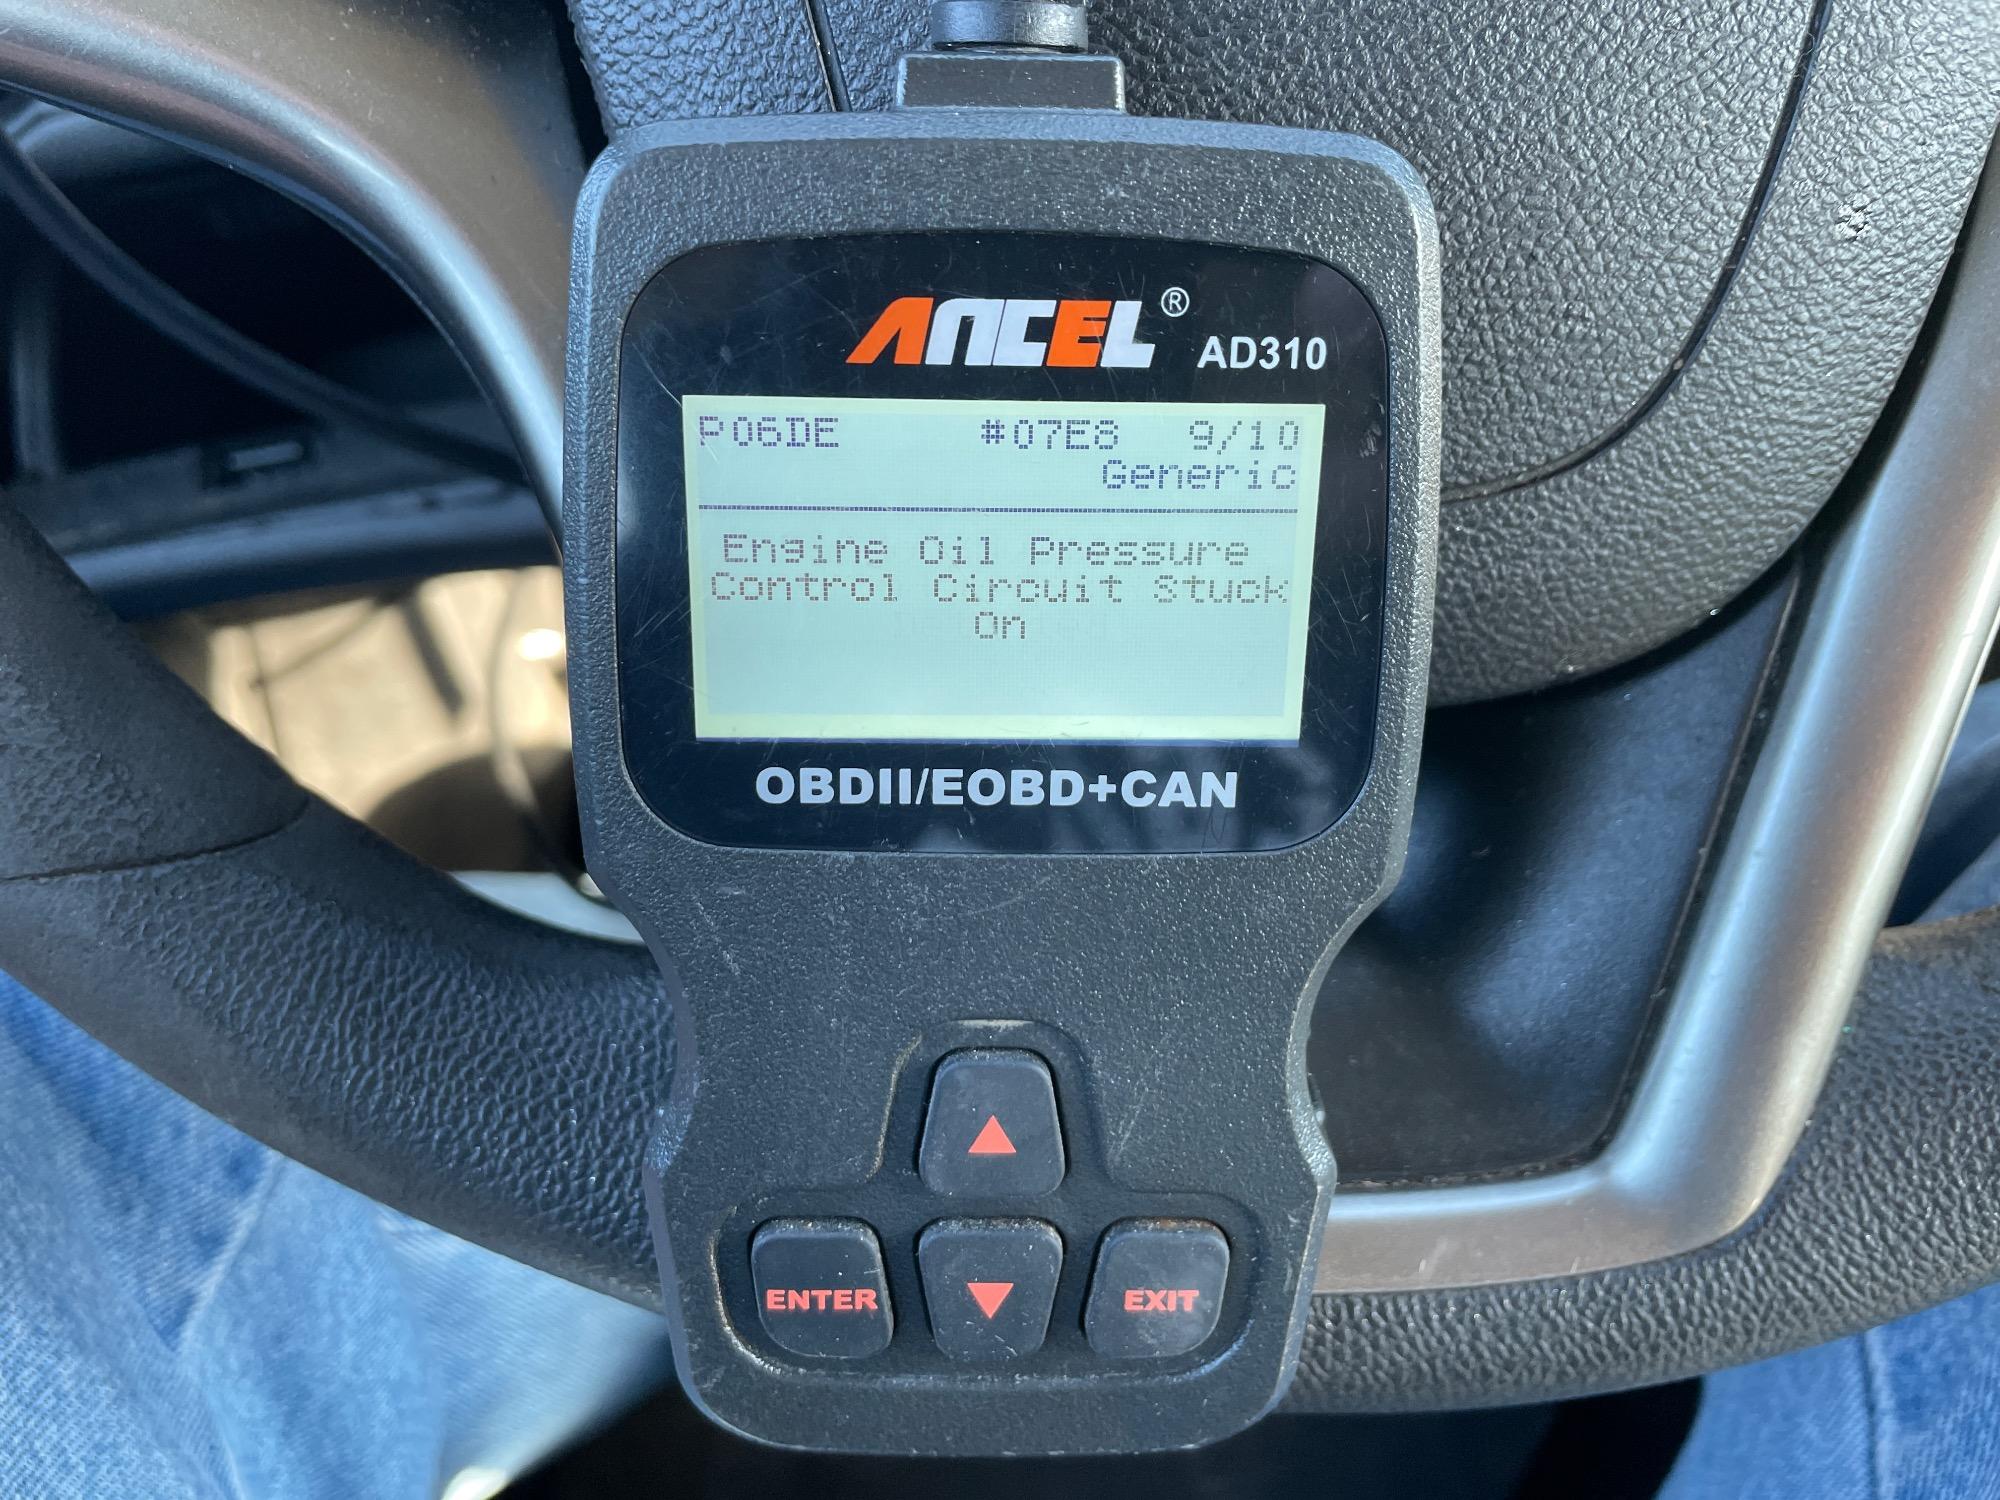 ANCEL® AD310
P06DE #07E8 9/10
Generic
Engine Oil Pressure
Control Circuit Stuck
On
OBDII/EOBD+CAN
ENTER EXIT